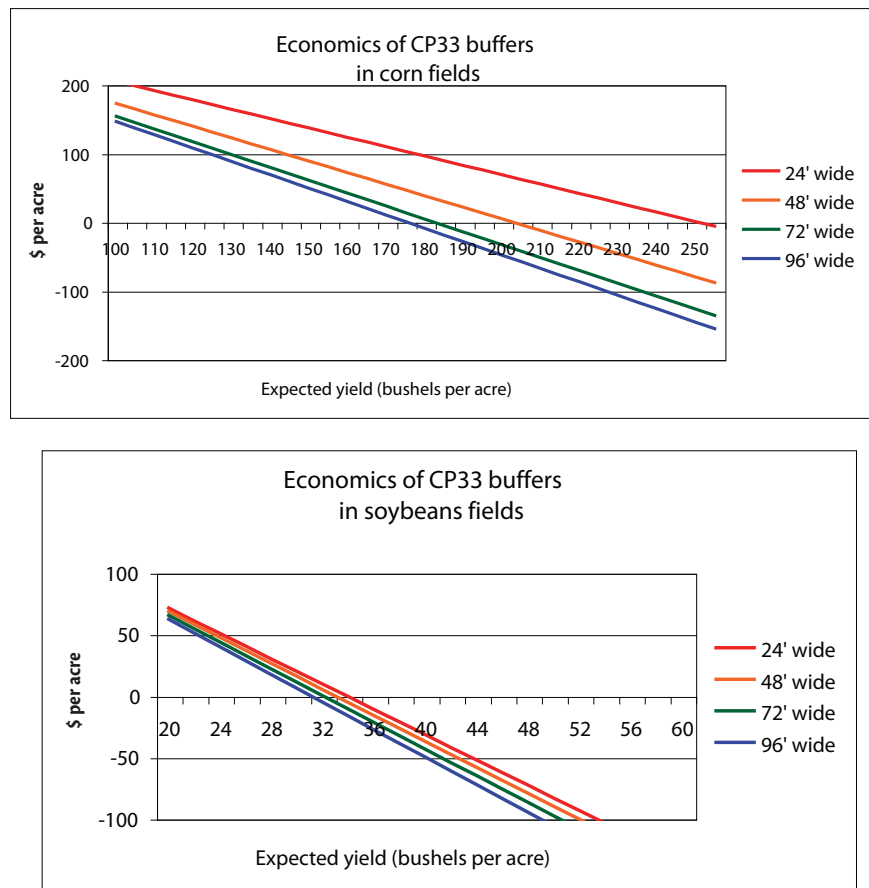 Economics of CP33 buffers
in corn fields
200
100
0
-100
-200
$ per acre
100 110 120 130 140 150 160 170 180 190 200 210 220 230 240 250
Expected yield (bushels per acre)
24' wide
48' wide
72' wide
96' wide
Economics of CP33 buffers
in soybeans fields
100
50
0
-50
-100
$ per acre
20 24 28 32 36 40 44 48 52 56 60
Expected yield (bushels per acre)
24' wide
48' wide
72' wide
96' wide